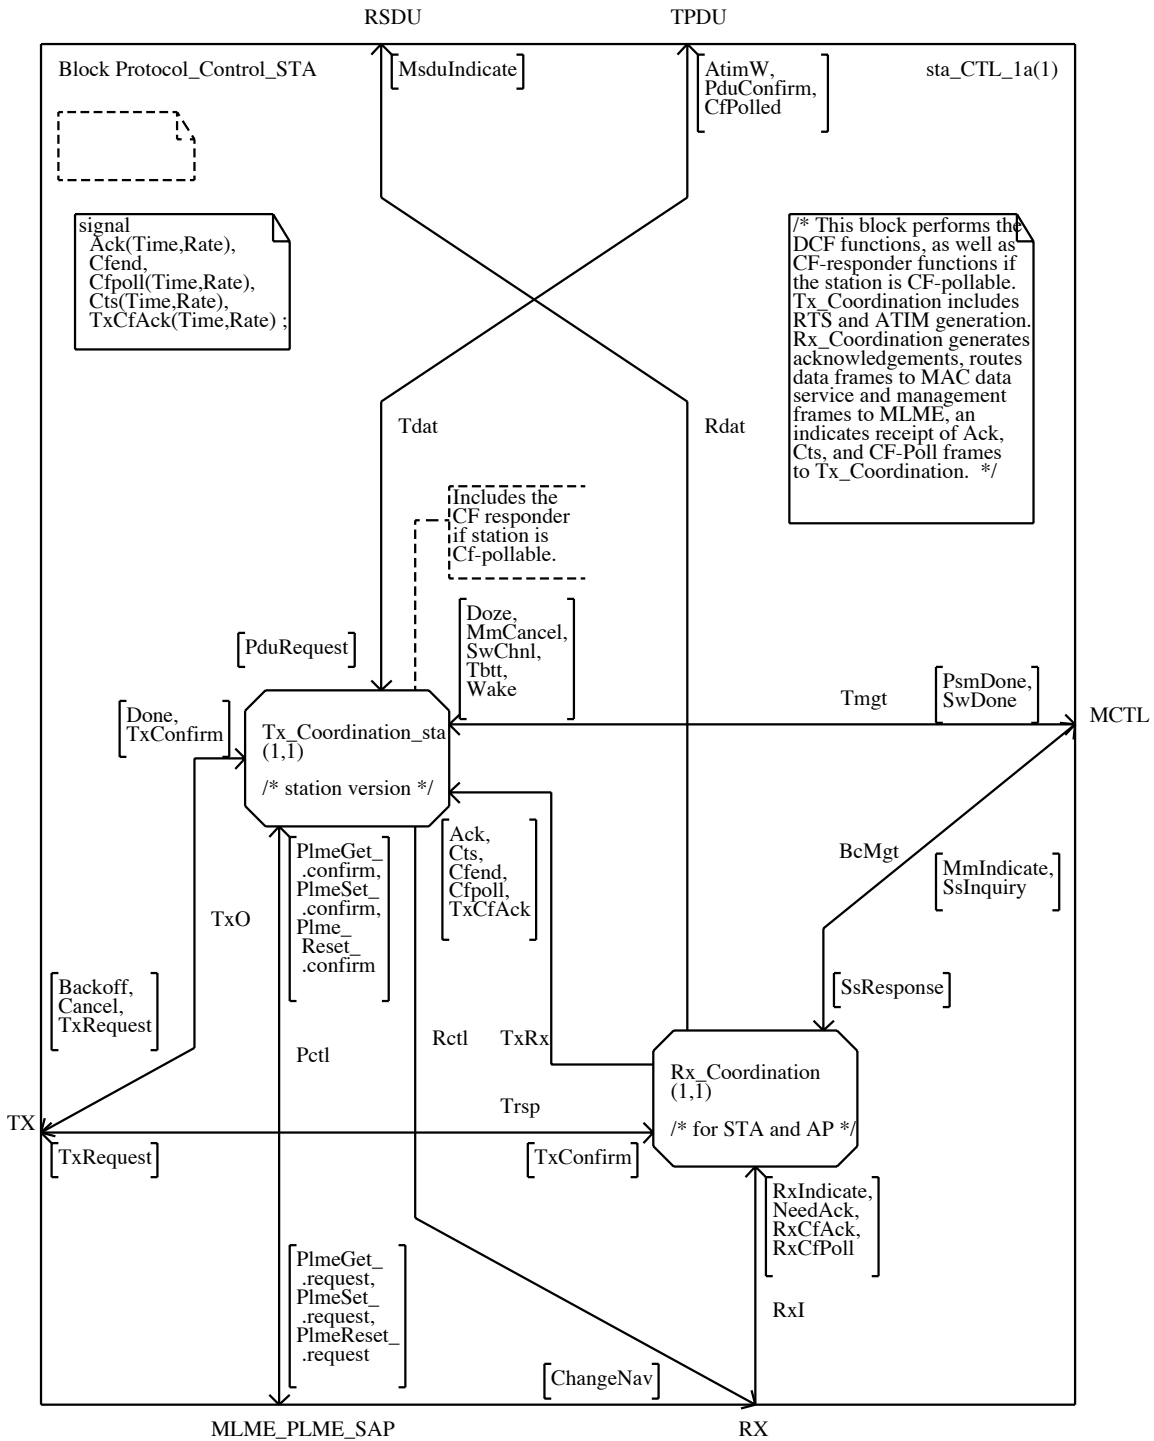 RSDU
TPDU
Block Protocol_Control_STA
sta_CTL_1a(1)
MsduIndicate
AtimW,
PduConfirm,
CfPolled
signal
Ack(Time,Rate),
Cfend,
Cfpoll(Time,Rate),
Cts(Time,Rate),
TxCfAck(Time,Rate) ;
/* This block performs the
DCF functions, as well as
CF-responder functions if
the station is CF-pollable.
Tx_Coordination includes
RTS and ATIM generation.
Rx_Coordination generates
acknowledgements, routes
data frames to MAC data
service and management
frames to MLME, an
indicates receipt of Ack,
Cts, and CF-Poll frames
to Tx_Coordination. */
Tdat
Rdat
Includes the
CF responder
if station is
Cf-pollable.
PduRequest
Doze,
MmCancel,
SwChnl,
Tbtt,
Wake
Tmgt
PsmDone,
SwDone
MCTL
Done,
TxConfirm
Tx_Coordination_sta
(1,1)
/* station version */
PlmeGet_
.confirm,
PlmeSet_
.confirm,
Plme_
Reset_
.confirm
Ack,
Cts,
Cfend,
Cfpoll,
TxCfAck
BcMgt
MmIndicate,
SsInquiry
TxO
Backoff,
Cancel,
TxRequest
SsResponse
Pctl
Rctl
TxRx
Rx_Coordination
(1,1)
/* for STA and AP */
Trsp
TX
TxRequest
TxConfirm
RxIndicate,
NeedAck,
RxCfAck,
RxCfPoll
PlmeGet_
.request,
PlmeSet_
.request,
PlmeReset_
.request
RxI
ChangeNav
MLME_PLME_SAP
RX